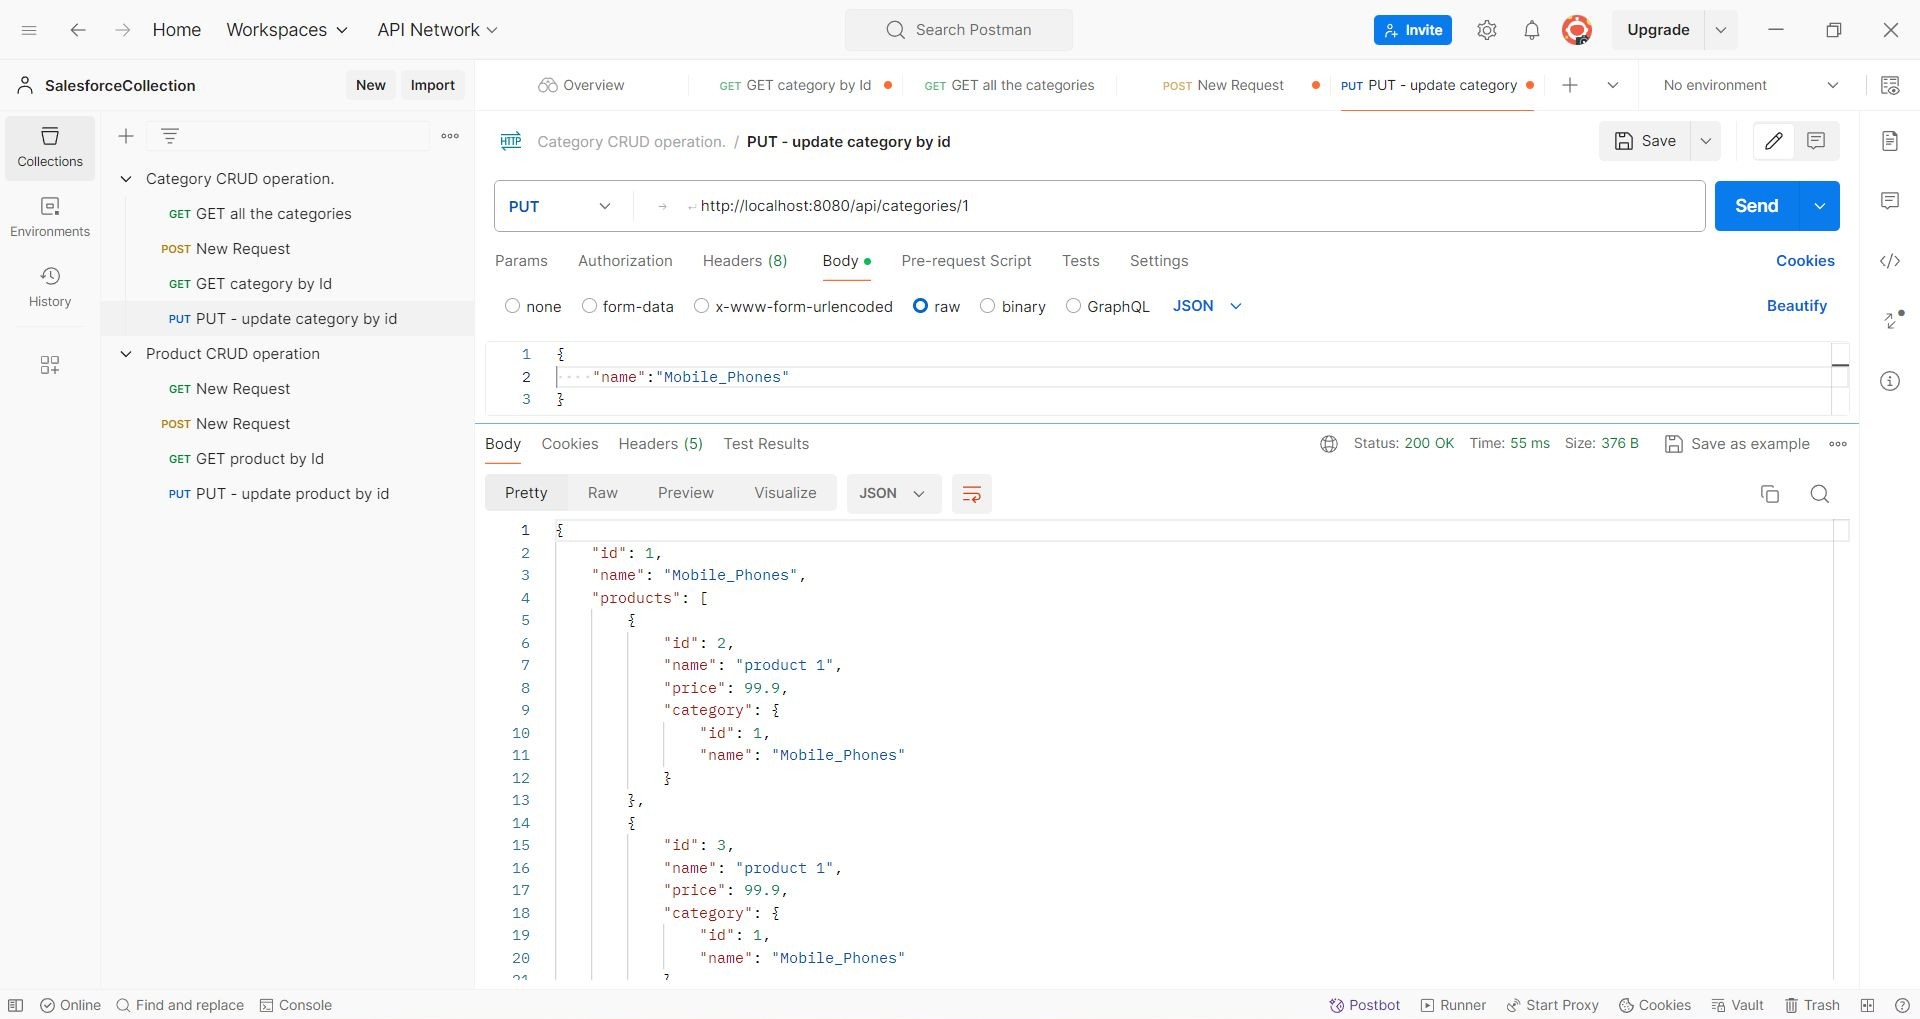 Home Workspaces API Network Search Postman Invite Upgrade
SalesforceCollection New Import Overview GET GET category by Id GET GET all the categories POST New Request PUT PUT - update category No environment
Collections
Environments
History
Category CRUD operation.
GET GET all the categories
POST New Request
GET GET category by Id
PUT PUT - update category by id
Product CRUD operation
GET New Request
POST New Request
GET GET product by Id
PUT PUT - update product by id
HTTP Category CRUD operation. / PUT - update category by id Save
PUT http://localhost:8080/api/categories/1 Send
Params Authorization Headers (8) Body Pre-request Script Tests Settings Cookies
none form-data x-www-form-urlencoded raw binary GraphQL JSON Beautify
1 {
2 "name":"Mobile_Phones"
3 }
Body Cookies Headers (5) Test Results Status: 200 OK Time: 55 ms Size: 376 B Save as example
Pretty Raw Preview Visualize JSON
1 {
2 "id": 1,
3 "name": "Mobile_Phones",
4 "products": [
5 {
6 "id": 2,
7 "name": "product 1",
8 "price": 99.9,
9 "category": {
10 "id": 1,
11 "name": "Mobile_Phones"
12 }
13 },
14 {
15 "id": 3,
16 "name": "product 1",
17 "price": 99.9,
18 "category": {
19 "id": 1,
20 "name": "Mobile_Phones"
21 }
Online Find and replace Console Postbot Runner Start Proxy Cookies Vault Trash